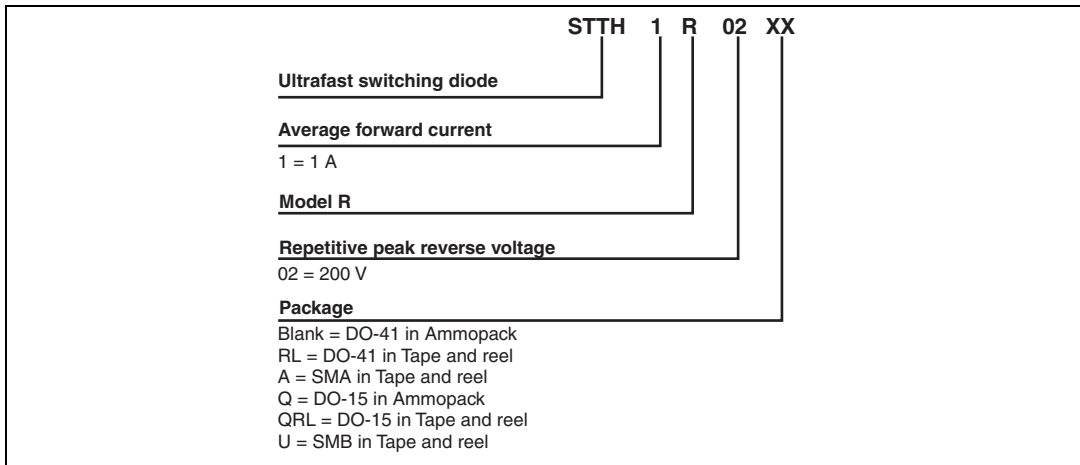 STTH 1 R 02 XX
Ultrafast switching diode
Average forward current
1 = 1 A
Model R
Repetitive peak reverse voltage
02 = 200 V
Package
Blank = DO-41 in Ammopack
RL = DO-41 in Tape and reel
A = SMA in Tape and reel
Q = DO-15 in Ammopack
QRL = DO-15 in Tape and reel
U = SMB in Tape and reel